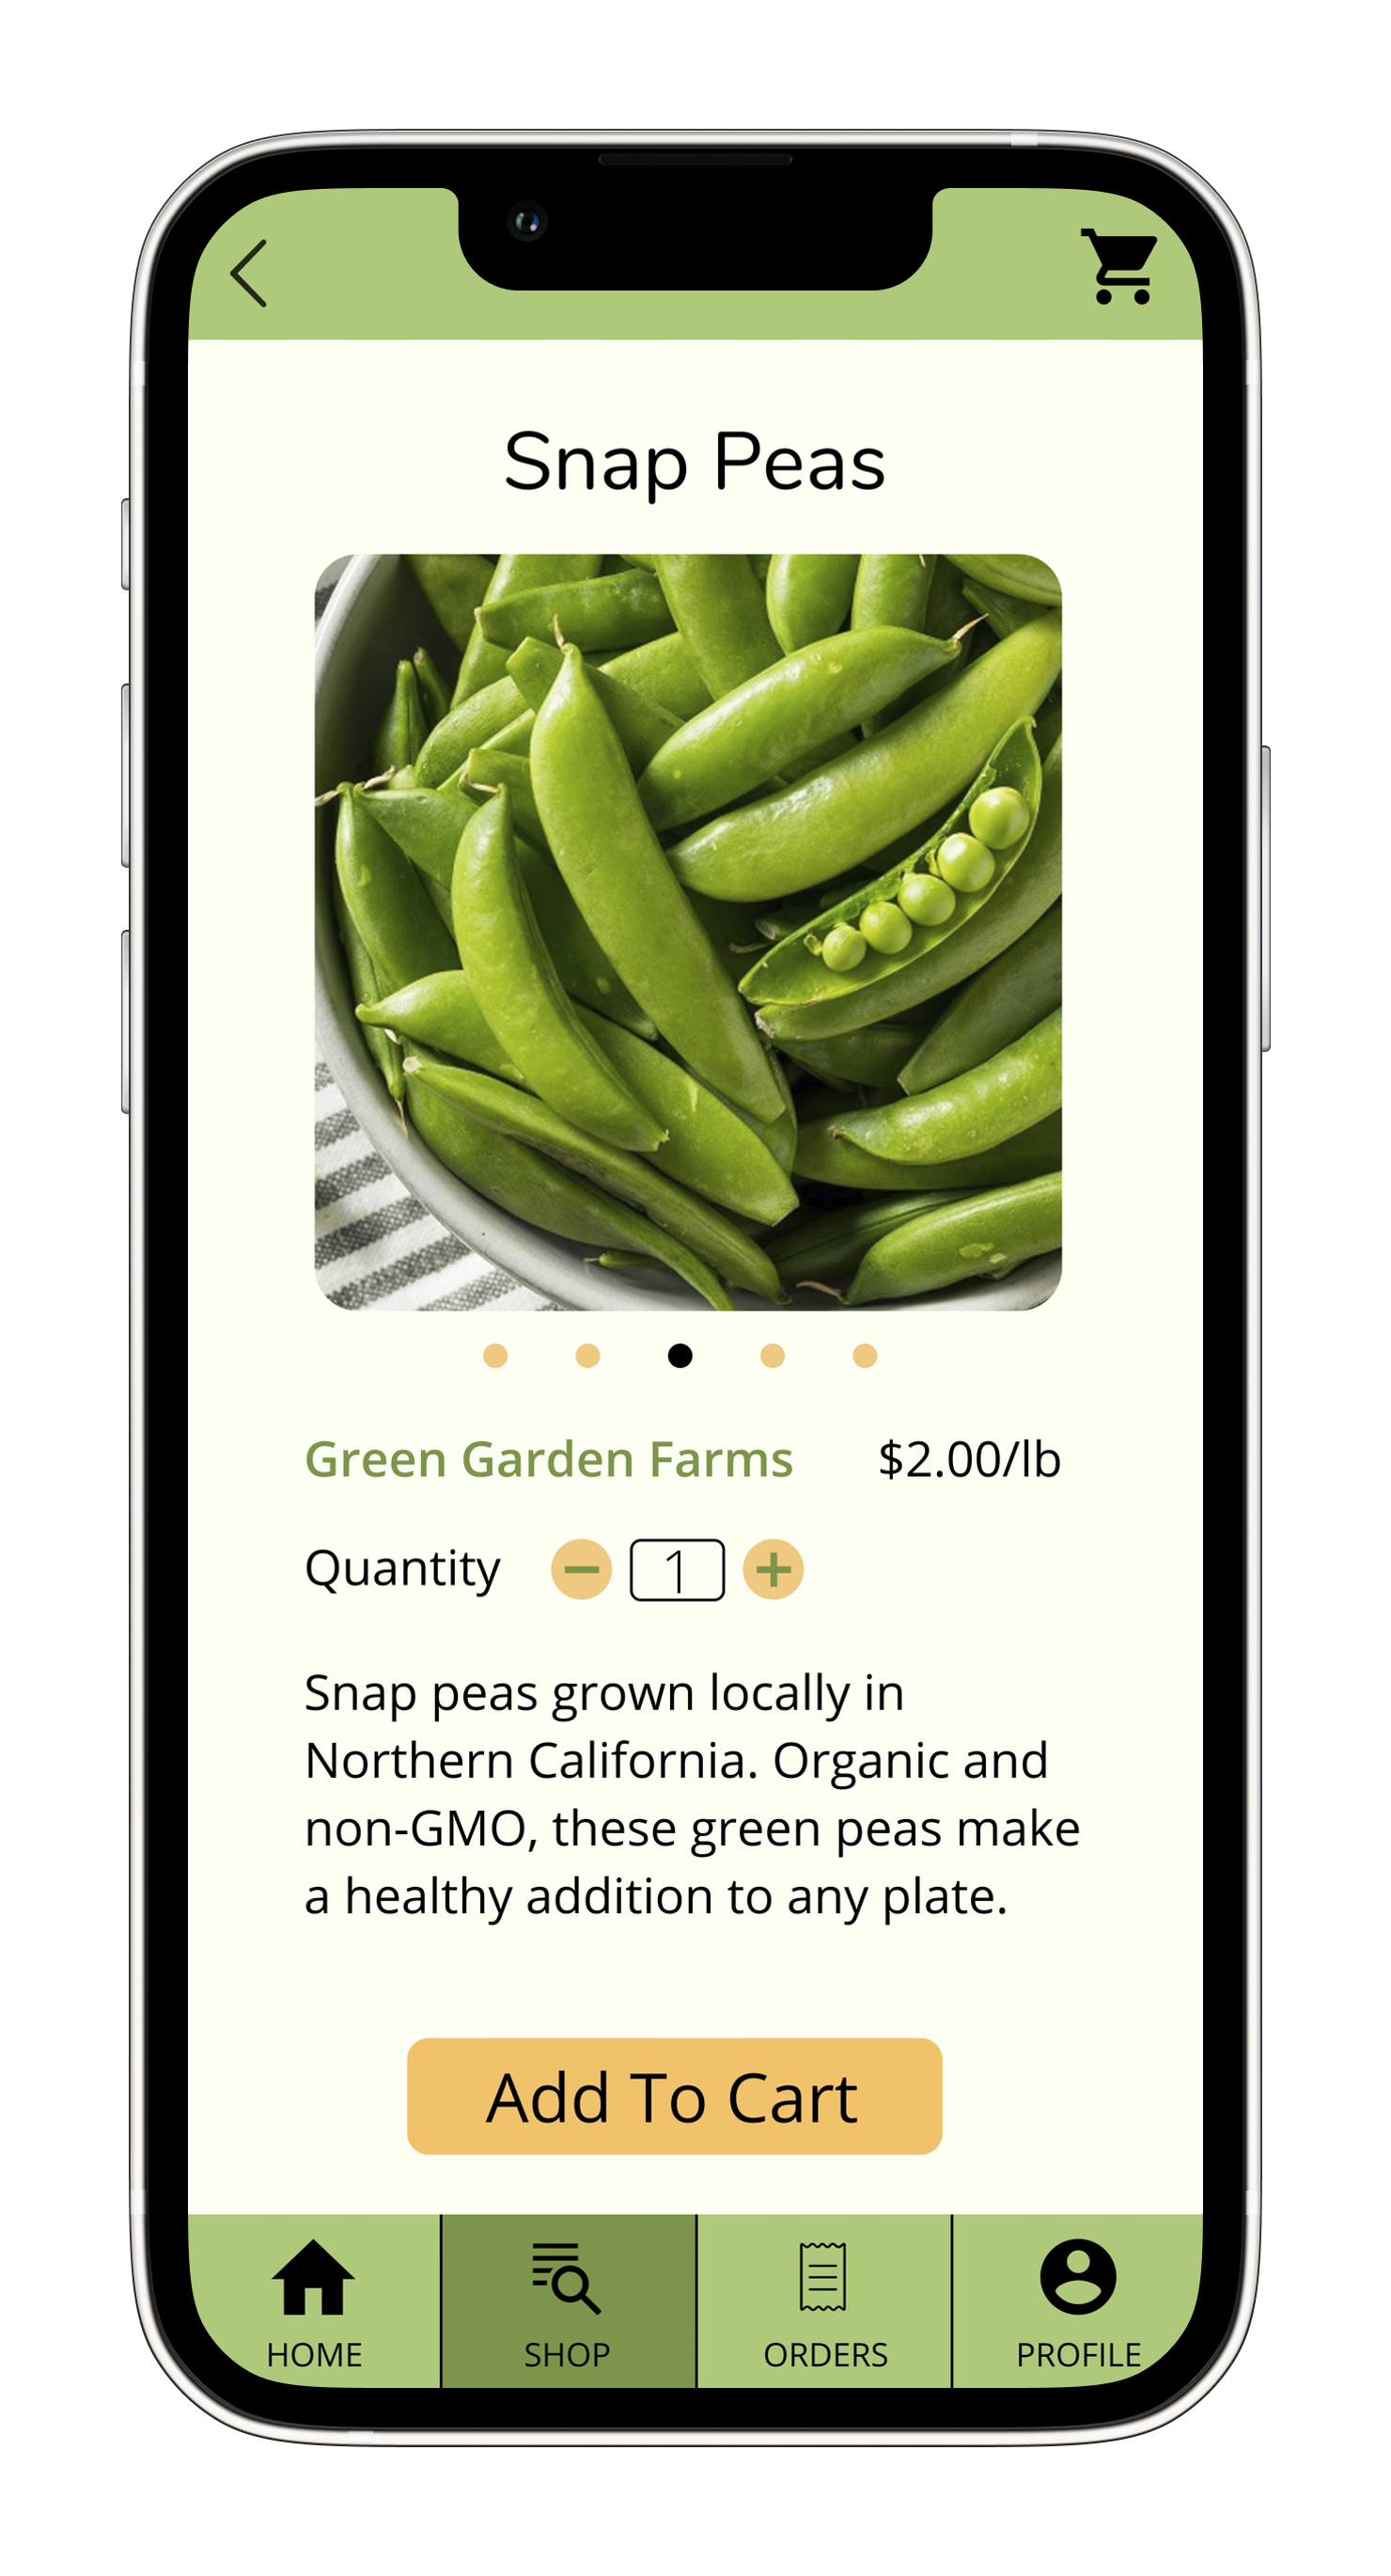 Snap Peas
Green Garden Farms $2.00/lb
Quantity 1
Snap peas grown locally in
Northern California. Organic and
non-GMO, these green peas make
a healthy addition to any plate.
Add To Cart
HOME SHOP ORDERS PROFILE